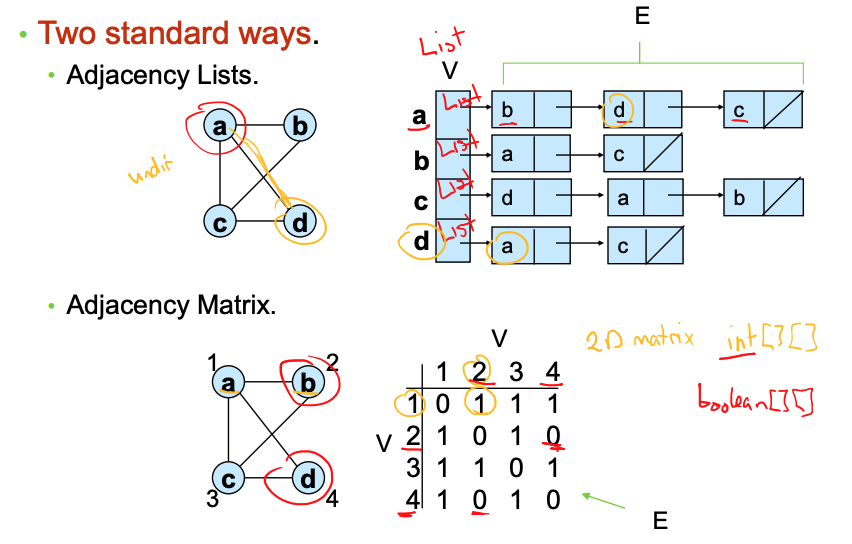 • Two standard ways.
• Adjacency Lists.
a b
c d
undir
E
List
V
a List b d c
b List a c
c List d a b
d List a c
• Adjacency Matrix.
1 2
a b
c d
3 4
V
2D matrix int[][]
boolean[][]
1 2 3 4
1 0 1 1 1
V 2 1 0 1 0
3 1 1 0 1
4 1 0 1 0
E